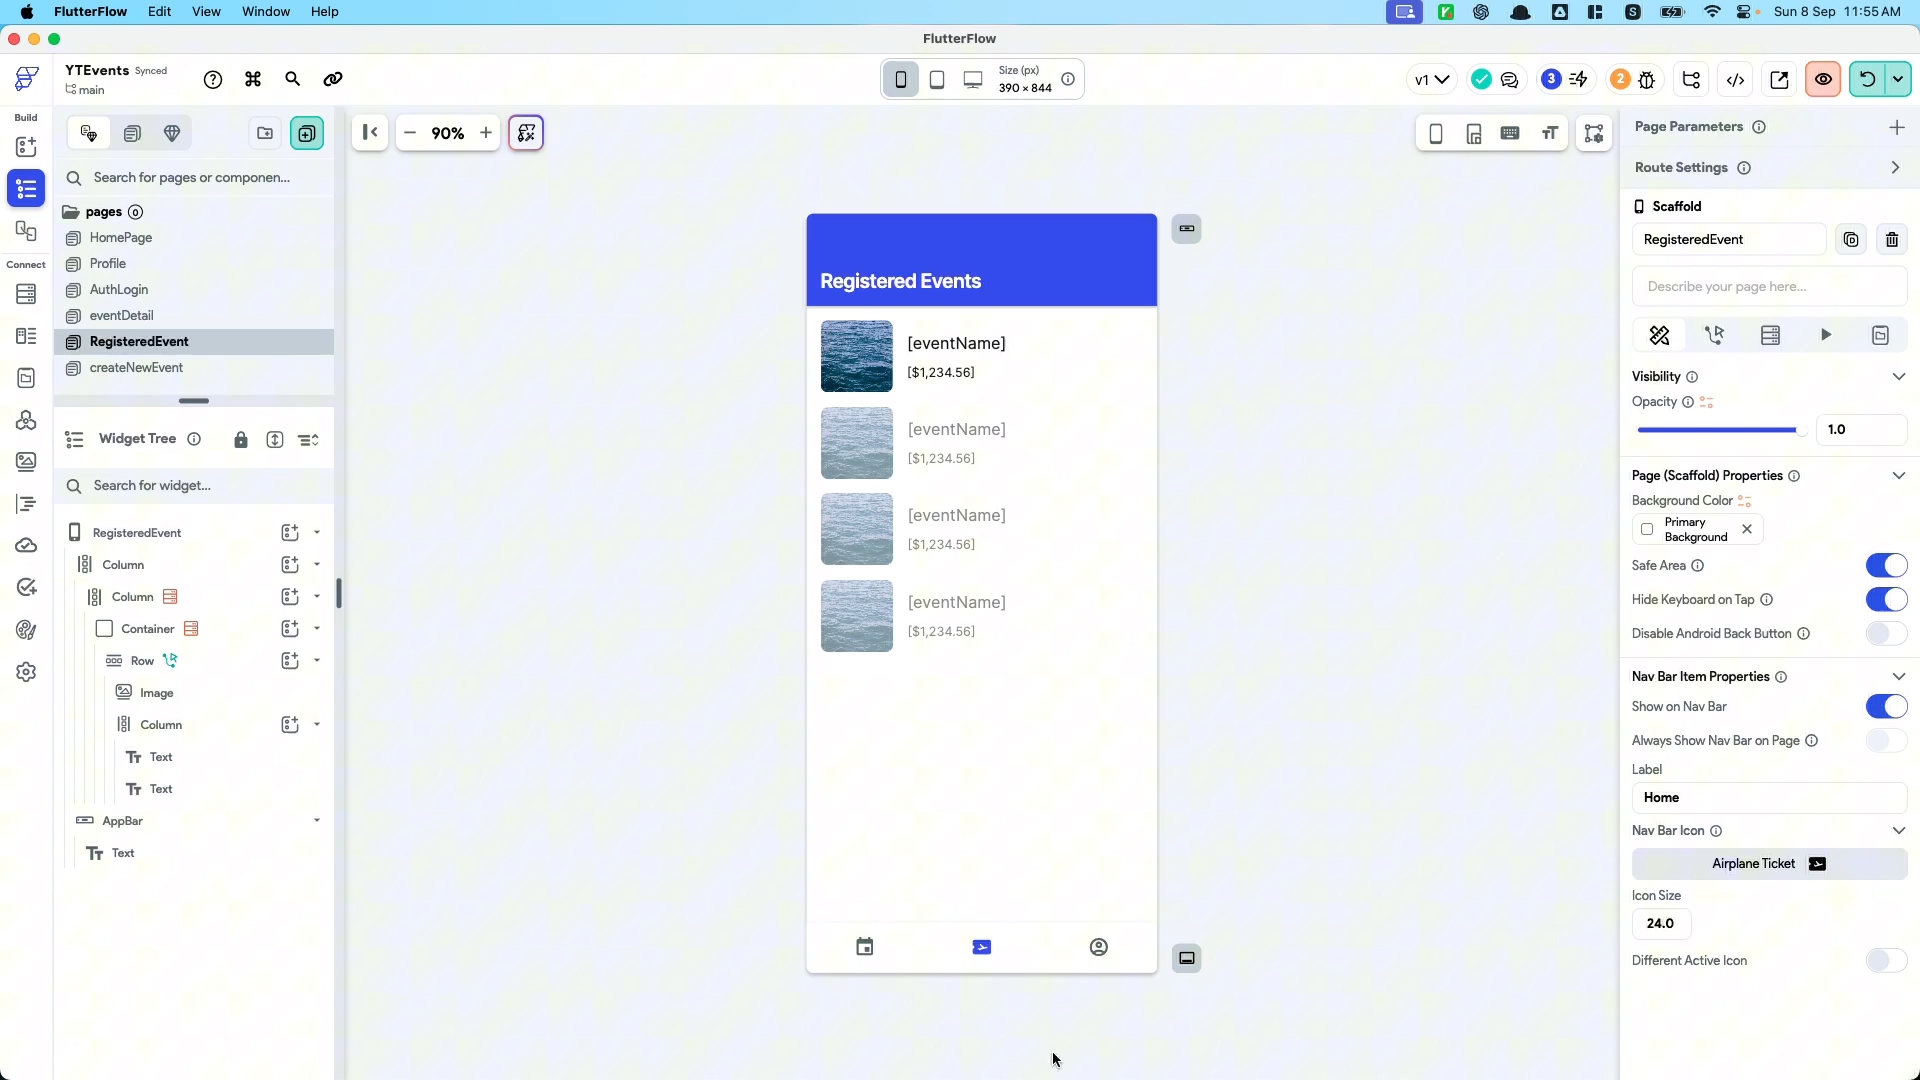 FlutterFlow Edit View Window Help
Sun 8 Sep 11:55 AM
FlutterFlow
YTEvents Synced
main
Size (px)
390 × 844
v1
3
2
Build
Connect
Search for pages or componen...
pages 0
HomePage
Profile
AuthLogin
eventDetail
RegisteredEvent
createNewEvent
Widget Tree
Search for widget...
RegisteredEvent
Column
Column
Container
Row
Image
Column
Text
Text
AppBar
Text
90%
Registered Events
[eventName]
[$1,234.56]
[eventName]
[$1,234.56]
[eventName]
[$1,234.56]
[eventName]
[$1,234.56]
Page Parameters
Route Settings
Scaffold
RegisteredEvent
Describe your page here...
Visibility
Opacity
1.0
Page (Scaffold) Properties
Background Color
Primary
Background
Safe Area
Hide Keyboard on Tap
Disable Android Back Button
Nav Bar Item Properties
Show on Nav Bar
Always Show Nav Bar on Page
Label
Home
Nav Bar Icon
Airplane Ticket
Icon Size
24.0
Different Active Icon